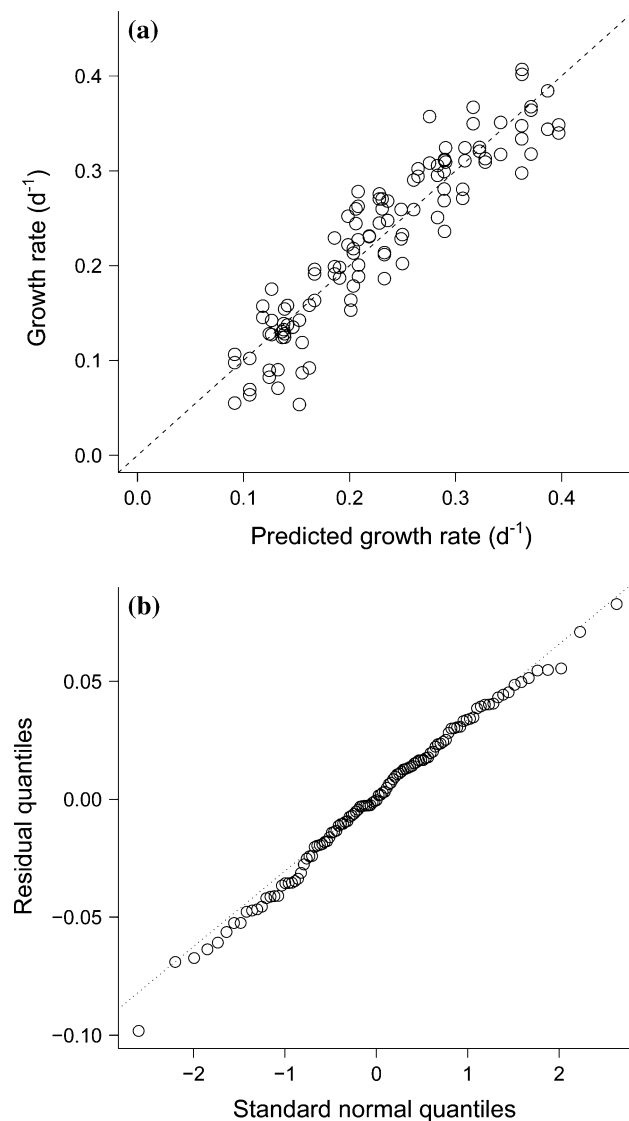 (a)
0.4
0.3
0.2
0.1
0.0
Growth rate (d⁻¹)
0.0 0.1 0.2 0.3 0.4
Predicted growth rate (d⁻¹)
(b)
0.05
0.00
−0.05
−0.10
Residual quantiles
−2 −1 0 1 2
Standard normal quantiles